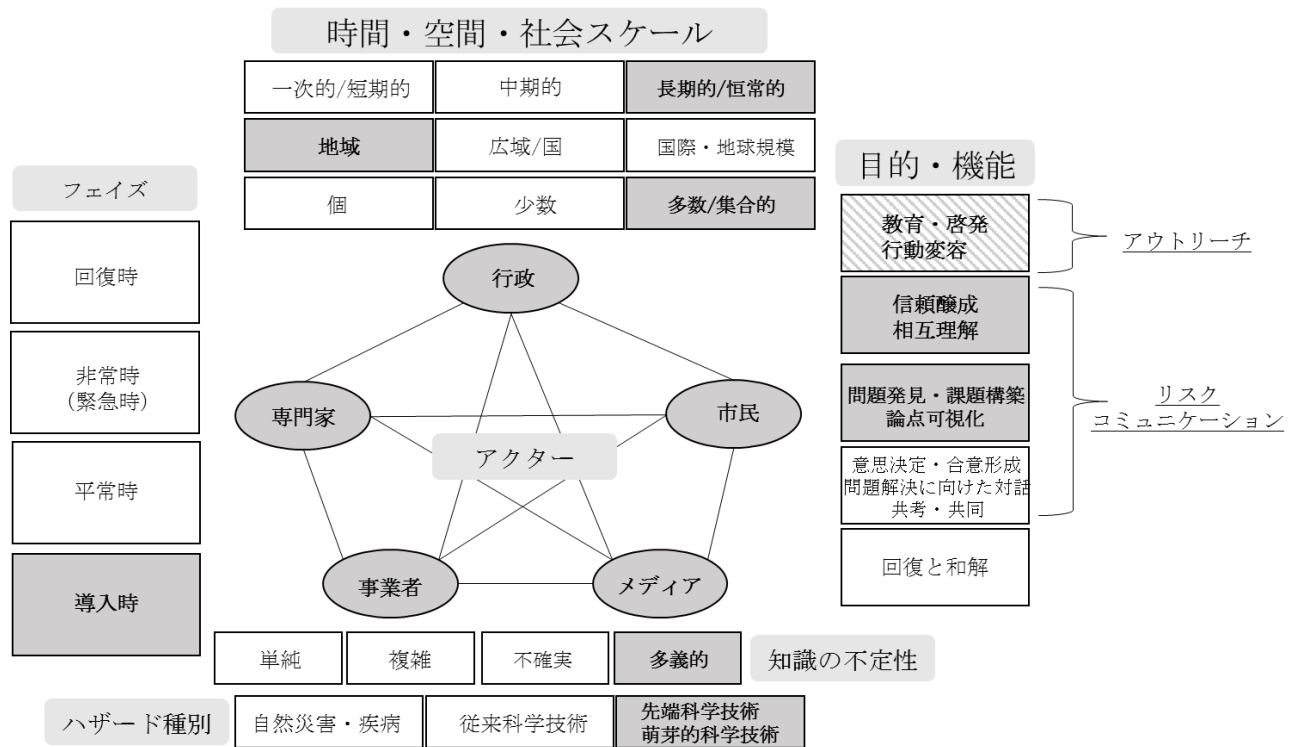 時間・空間・社会スケール
一次的/短期的
中期的
長期的/恒常的
地域
広域/国
国際・地球規模
個
少数
多数/集合的
フェイズ
回復時
非常時
（緊急時）
平常時
導入時
行政
専門家
市民
アクター
事業者
メディア
目的・機能
教育・啓発
行動変容
アウトリーチ
信頼醸成
相互理解
問題発見・課題構築
論点可視化
意思決定・合意形成
問題解決に向けた対話
共考・共同
リスク
コミュニケーション
回復と和解
単純
複雑
不確実
多義的
知識の不定性
ハザード種別
自然災害・疾病
従来科学技術
先端科学技術
萌芽的科学技術